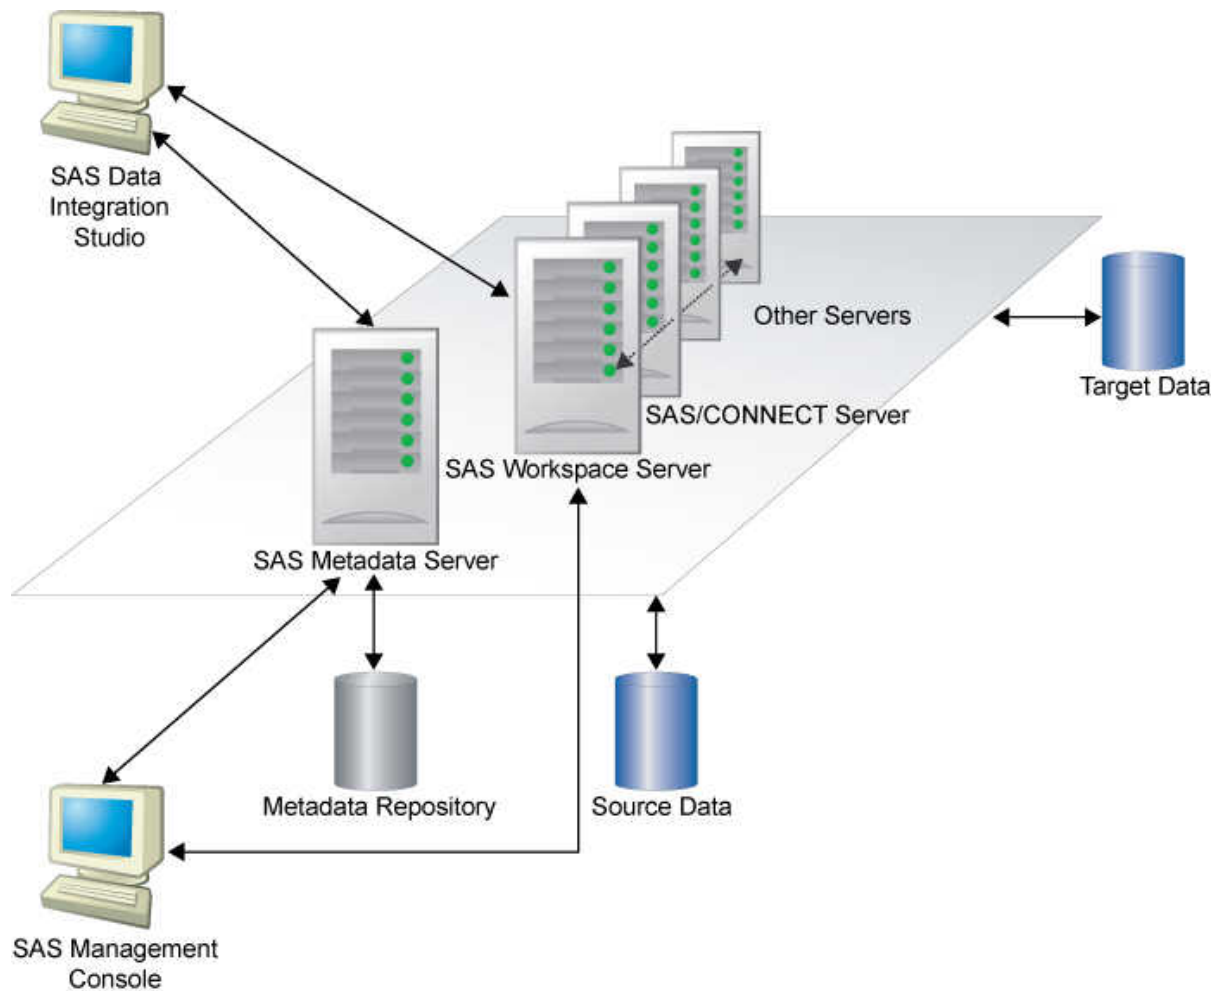 SAS Data
Integration
Studio
Other Servers
Target Data
SAS/CONNECT Server
SAS Workspace Server
SAS Metadata Server
Metadata Repository
Source Data
SAS Management
Console